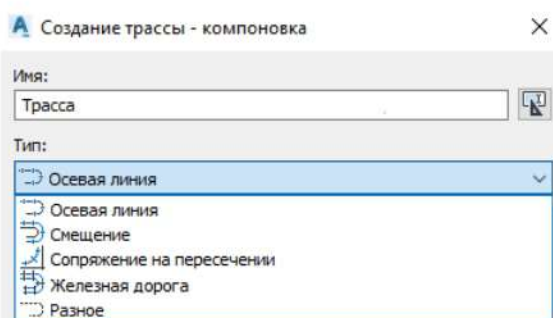 Создание трассы - компоновка
Имя:
Трасса
Тип:
Осевая линия
Осевая линия
Смещение
Сопряжение на пересечении
Железная дорога
Разное